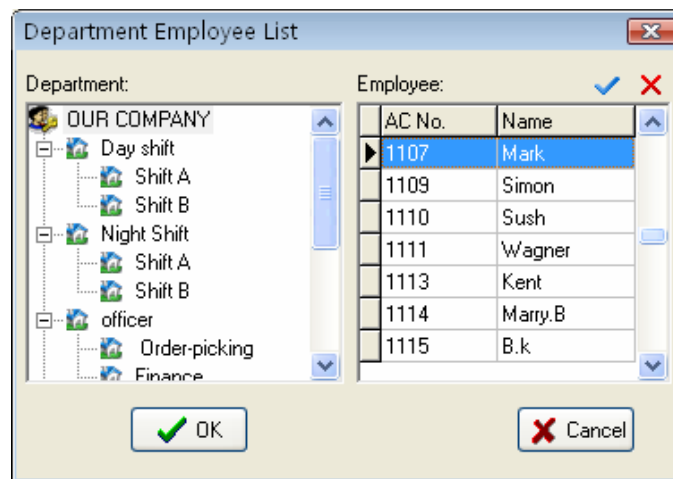 Department Employee List
Department:
OUR COMPANY
Day shift
Shift A
Shift B
Night Shift
Shift A
Shift B
officer
Order-picking
Finance
Employee:
AC No. Name
1107 Mark
1109 Simon
1110 Sush
1111 Wagner
1113 Kent
1114 Marry.B
1115 B.k
OK
Cancel